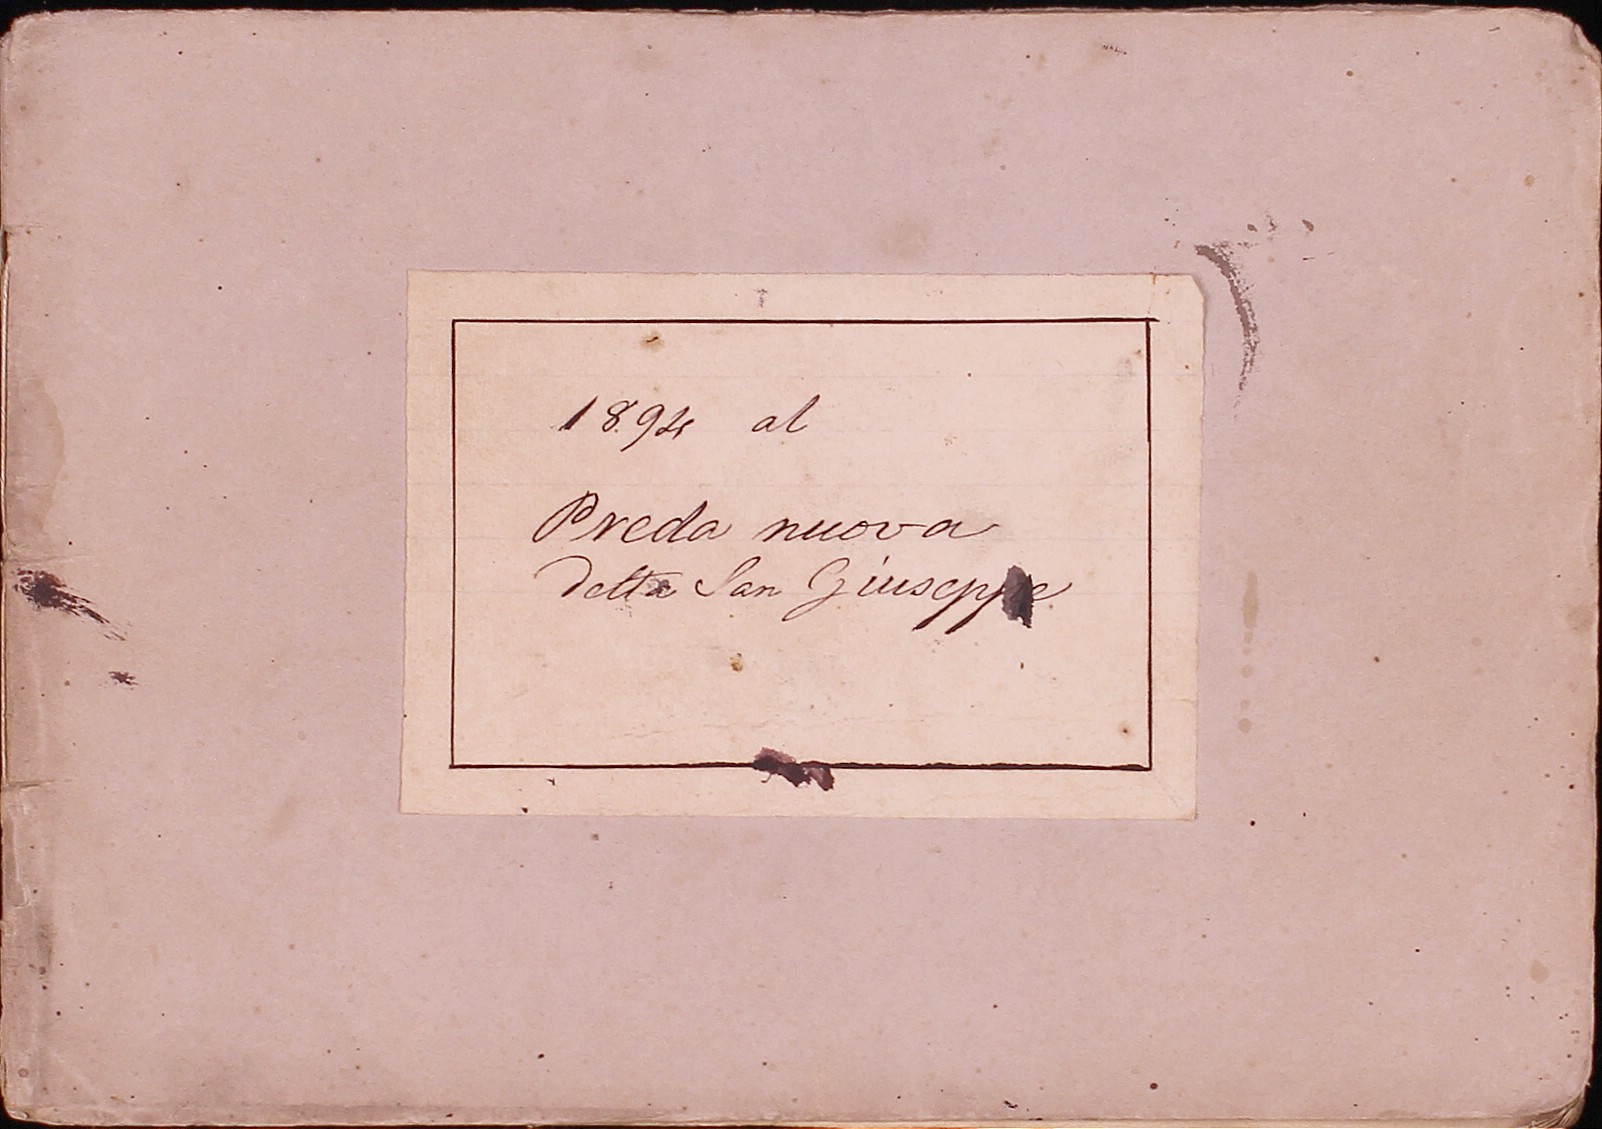 1894 al
Preda nuova
detta San Giuseppe